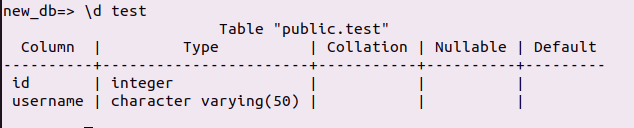 new_db=> \d test
                        Table "public.test"
  Column  |         Type          | Collation | Nullable | Default
----------+-----------------------+-----------+----------+---------
 id       | integer               |           |          |
 username | character varying(50) |           |          |